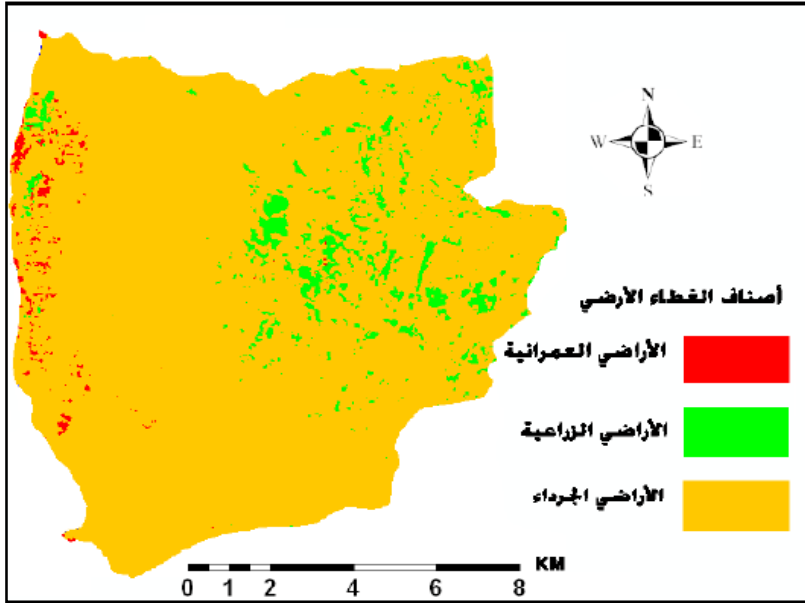 N
W E
S
أصناف الغطاء الأرضي
الأراضي العمرانية
الأراضي الزراعية
الأراضي الجرداء
KM
0 1 2 4 6 8